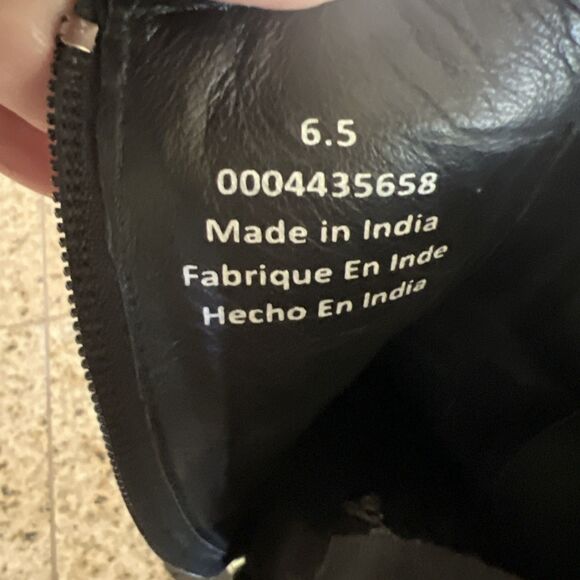 6.5
0004435658
Made in India
Fabrique En Inde
Hecho En India